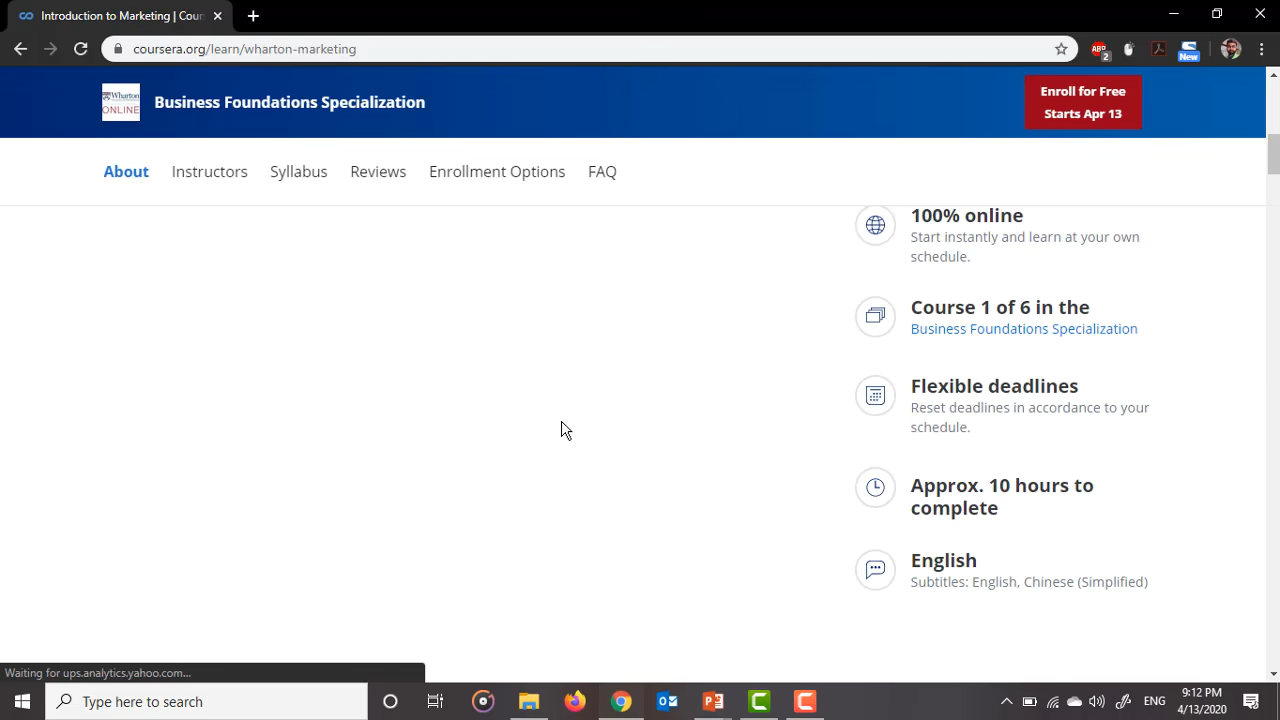 Introduction to Marketing | Cour
coursera.org/learn/wharton-marketing
2
New
Wharton
ONLINE
Business Foundations Specialization
Enroll for Free
Starts Apr 13
About Instructors Syllabus Reviews Enrollment Options FAQ
100% online
Start instantly and learn at your own
schedule.
Course 1 of 6 in the
Business Foundations Specialization
Flexible deadlines
Reset deadlines in accordance to your
schedule.
Approx. 10 hours to
complete
English
Subtitles: English, Chinese (Simplified)
Waiting for ups.analytics.yahoo.com...
Type here to search
ENG
9:12 PM
4/13/2020